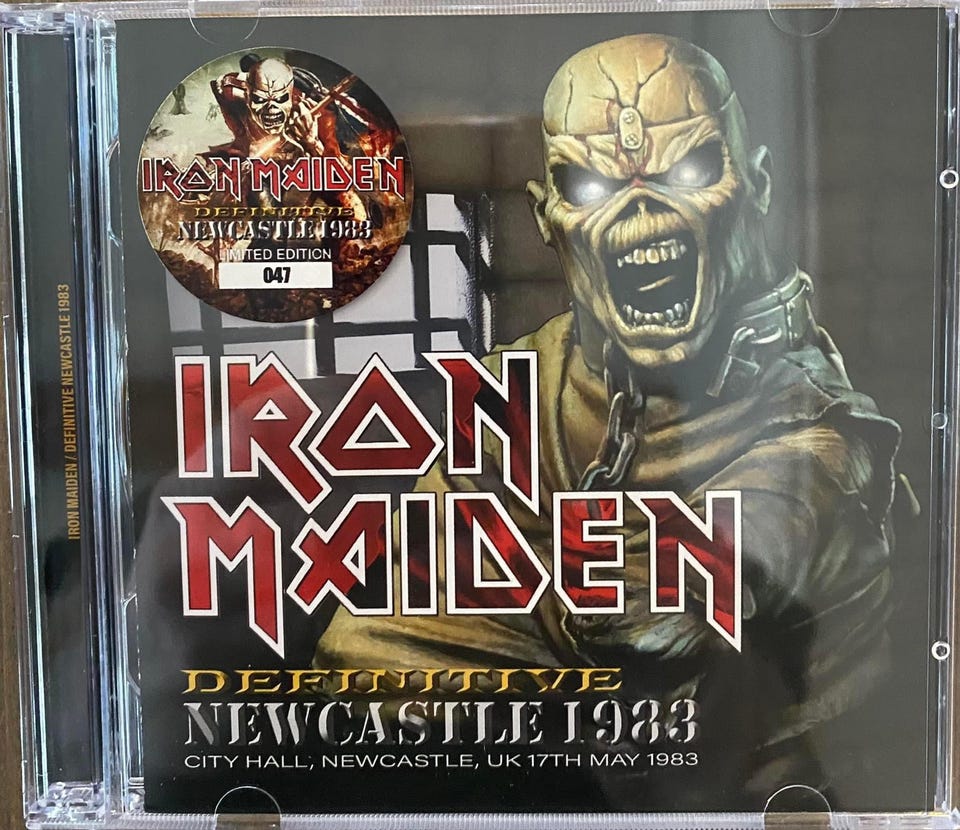 IRON MAIDEN
DEFINITIVE
NEWCASTLE 1983
LIMITED EDITION
047
IRON MAIDEN / DEFINITIVE NEWCASTLE 1983
IRON
MAIDEN
DEFINITIVE
NEWCASTLE 1983
CITY HALL, NEWCASTLE, UK 17TH MAY 1983